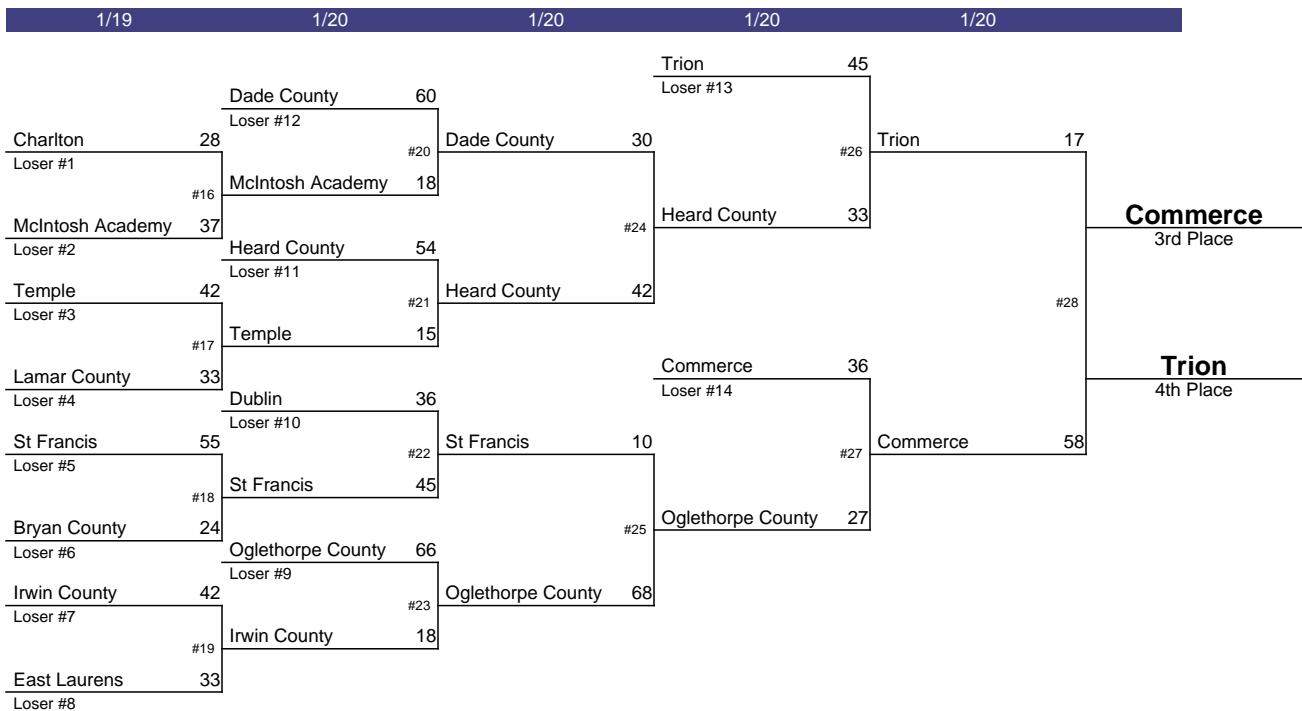 1/19 1/20 1/20 1/20 1/20
Trion 45
Loser #13
Dade County 60
Loser #12
Charlton 28
Loser #1
#20
Dade County 30
#26
Trion 17
McIntosh Academy 18
#16
McIntosh Academy 37
Loser #2
Heard County 33
#24
Commerce
3rd Place
Heard County 54
Loser #11
Temple 42
Loser #3
#21
Heard County 42
#28
Temple 15
#17
Lamar County 33
Loser #4
Commerce 36
Loser #14
Trion
4th Place
Dublin 36
Loser #10
St Francis 55
Loser #5
#22
St Francis 10
#27
Commerce 58
St Francis 45
#18
Bryan County 24
Loser #6
Oglethorpe County 27
#25
Oglethorpe County 66
Loser #9
Irwin County 42
Loser #7
#23
Oglethorpe County 68
Irwin County 18
#19
East Laurens 33
Loser #8